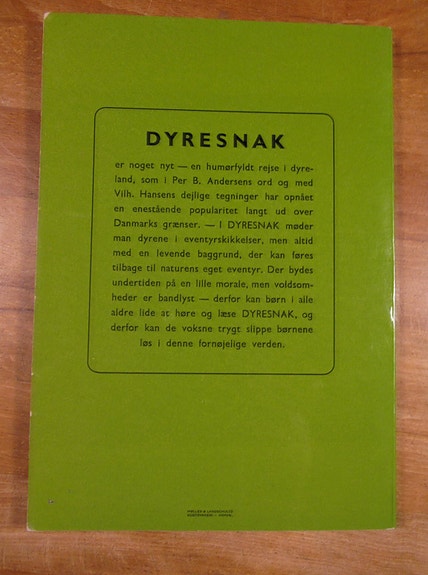 DYRESNAK
er noget nyt — en humørfyldt rejse i dyre-
land, som i Per B. Andersens ord og med
Vilh. Hansens dejlige tegninger har opnået
en enestående popularitet langt ud over
Danmarks grænser. — I DYRESNAK møder
man dyrene i eventyrskikkelser, men altid
med en levende baggrund, der kan føres
tilbage til naturens eget eventyr. Der bydes
undertiden på en lille morale, men voldsom-
heder er bandlyst — derfor kan børn i alle
aldre lide at høre og læse DYRESNAK, og
derfor kan de voksne trygt slippe børnene
løs i denne fornøjelige verden.